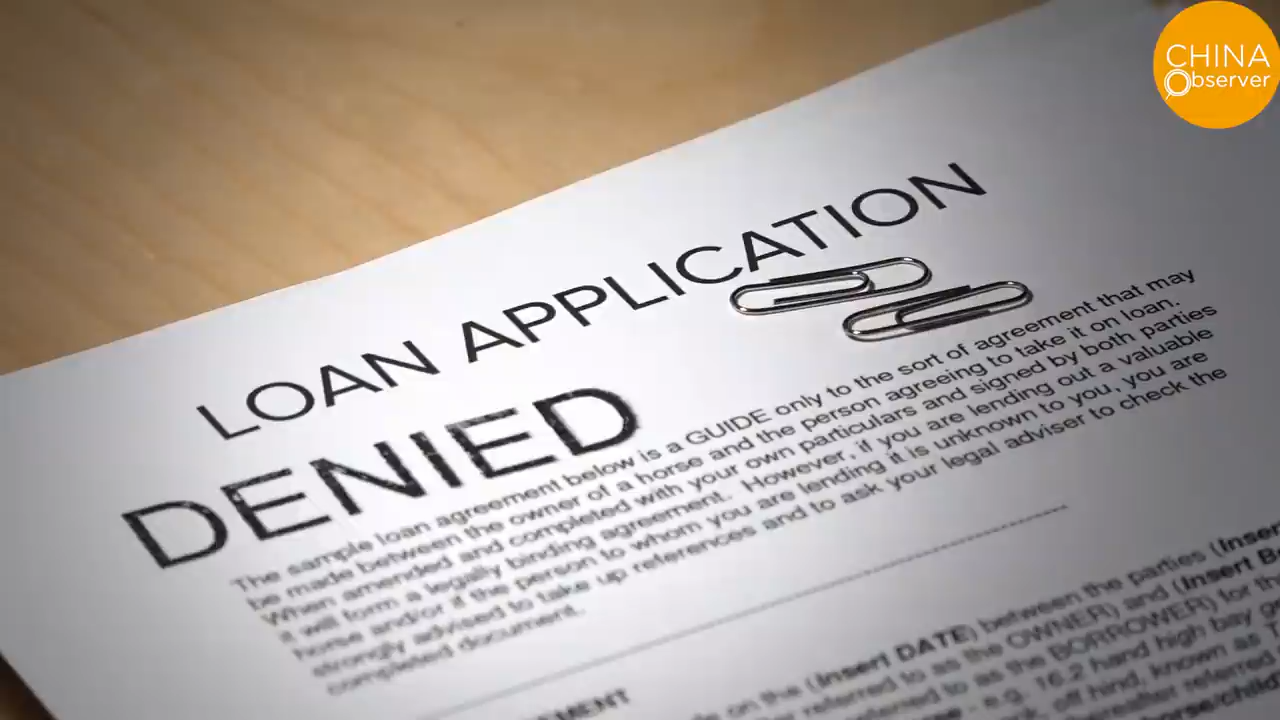 CHINA
Observer
LOAN APPLICATION
DENIED
The sample loan agreement below is a GUIDE only to the sort of agreement that may
be made between the owner of a horse and the person agreeing to take it on loan.
When amended and completed with your own particulars and signed by both parties
it will form a legally binding agreement. However, if you are lending out a valuable
horse and/or if the person to whom you are lending it is unknown to you, you are
strongly advised to take up references and to ask your legal adviser to check the
completed document.
on the (Insert DATE) between the parties (Insert
referred to as the OWNER) and (Insert
to as the BORROWER) for the
- e.g. 16.2 hand high bay
off hind, known as
referred